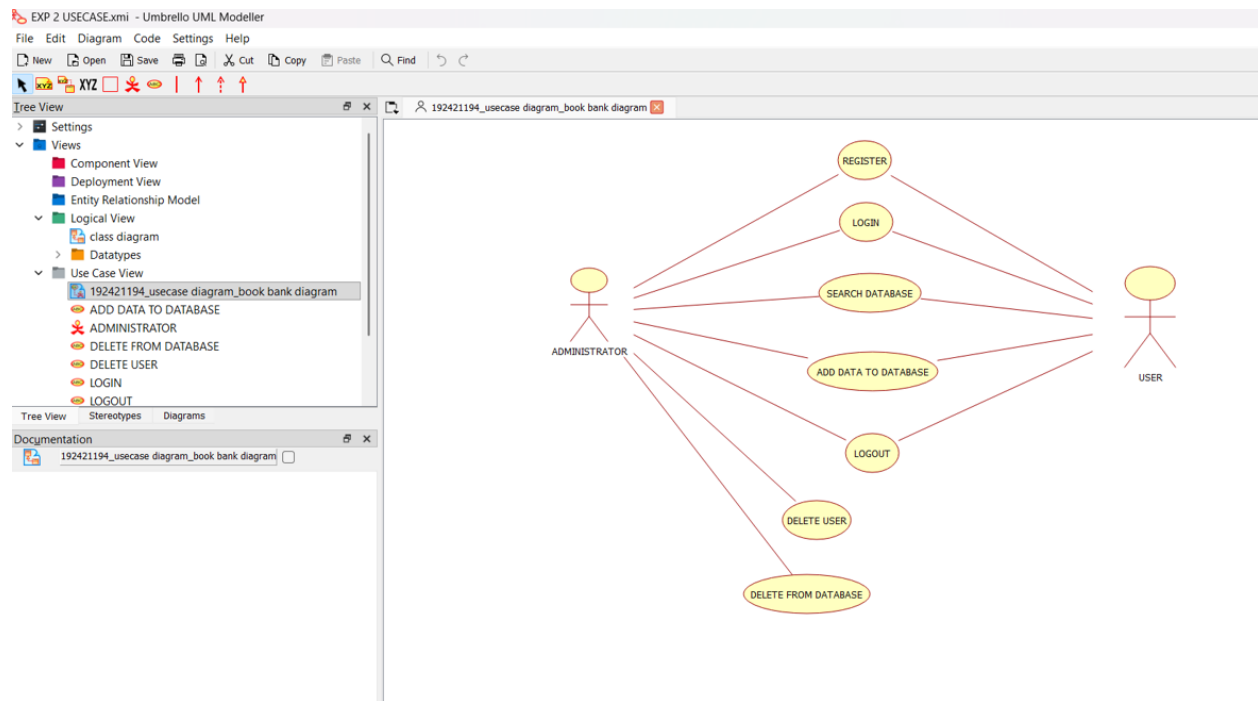 EXP 2 USECASE.xmi - Umbrello UML Modeller
File Edit Diagram Code Settings Help
New Open Save Cut Copy Paste Find
XYZ XYZ
Tree View
192421194_usecase diagram_book bank diagram
Settings
Views
Component View
Deployment View
Entity Relationship Model
Logical View
class diagram
Datatypes
Use Case View
192421194_usecase diagram_book bank diagram
ADD DATA TO DATABASE
ADMINISTRATOR
DELETE FROM DATABASE
DELETE USER
LOGIN
LOGOUT
Tree View Stereotypes Diagrams
Documentation
192421194_usecase diagram_book bank diagram
REGISTER
LOGIN
SEARCH DATABASE
ADMINISTRATOR
ADD DATA TO DATABASE
USER
LOGOUT
DELETE USER
DELETE FROM DATABASE